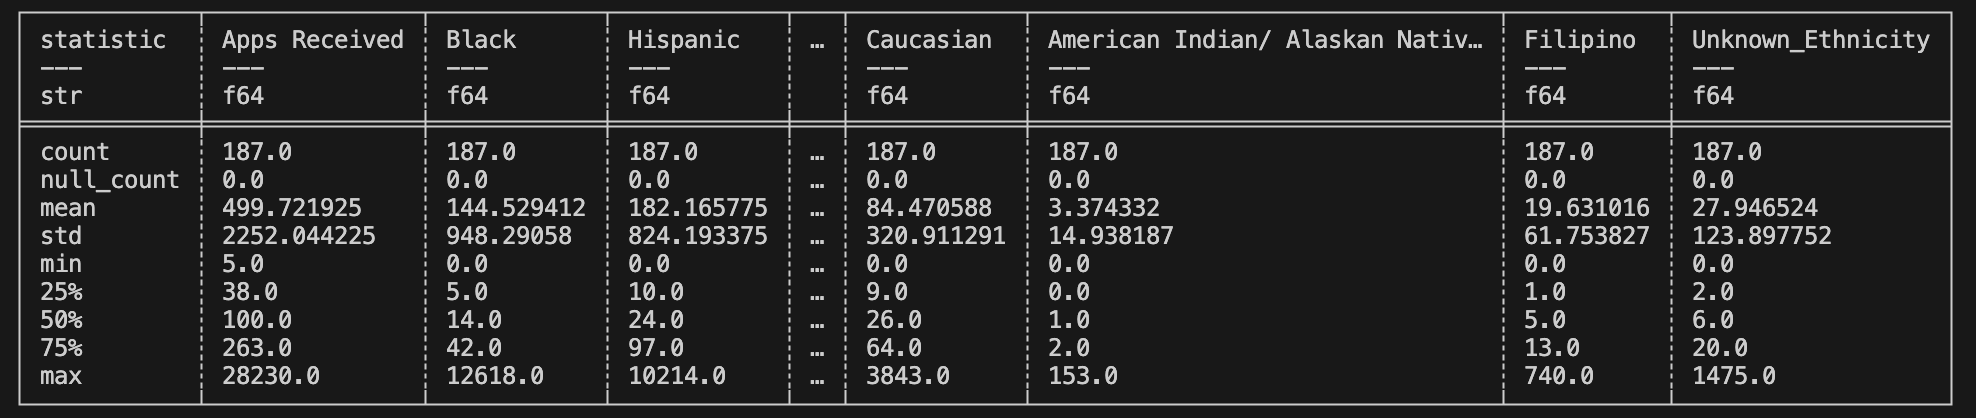 statistic Apps Received Black Hispanic … Caucasian American Indian/ Alaskan Nativ… Filipino Unknown_Ethnicity
--- --- --- --- --- --- --- ---
str f64 f64 f64 f64 f64 f64 f64
count 187.0 187.0 187.0 … 187.0 187.0 187.0 187.0
null_count 0.0 0.0 0.0 … 0.0 0.0 0.0 0.0
mean 499.721925 144.529412 182.165775 … 84.470588 3.374332 19.631016 27.946524
std 2252.044225 948.29058 824.193375 … 320.911291 14.938187 61.753827 123.897752
min 5.0 0.0 0.0 … 0.0 0.0 0.0 0.0
25% 38.0 5.0 10.0 … 9.0 0.0 1.0 2.0
50% 100.0 14.0 24.0 … 26.0 1.0 5.0 6.0
75% 263.0 42.0 97.0 … 64.0 2.0 13.0 20.0
max 28230.0 12618.0 10214.0 … 3843.0 153.0 740.0 1475.0